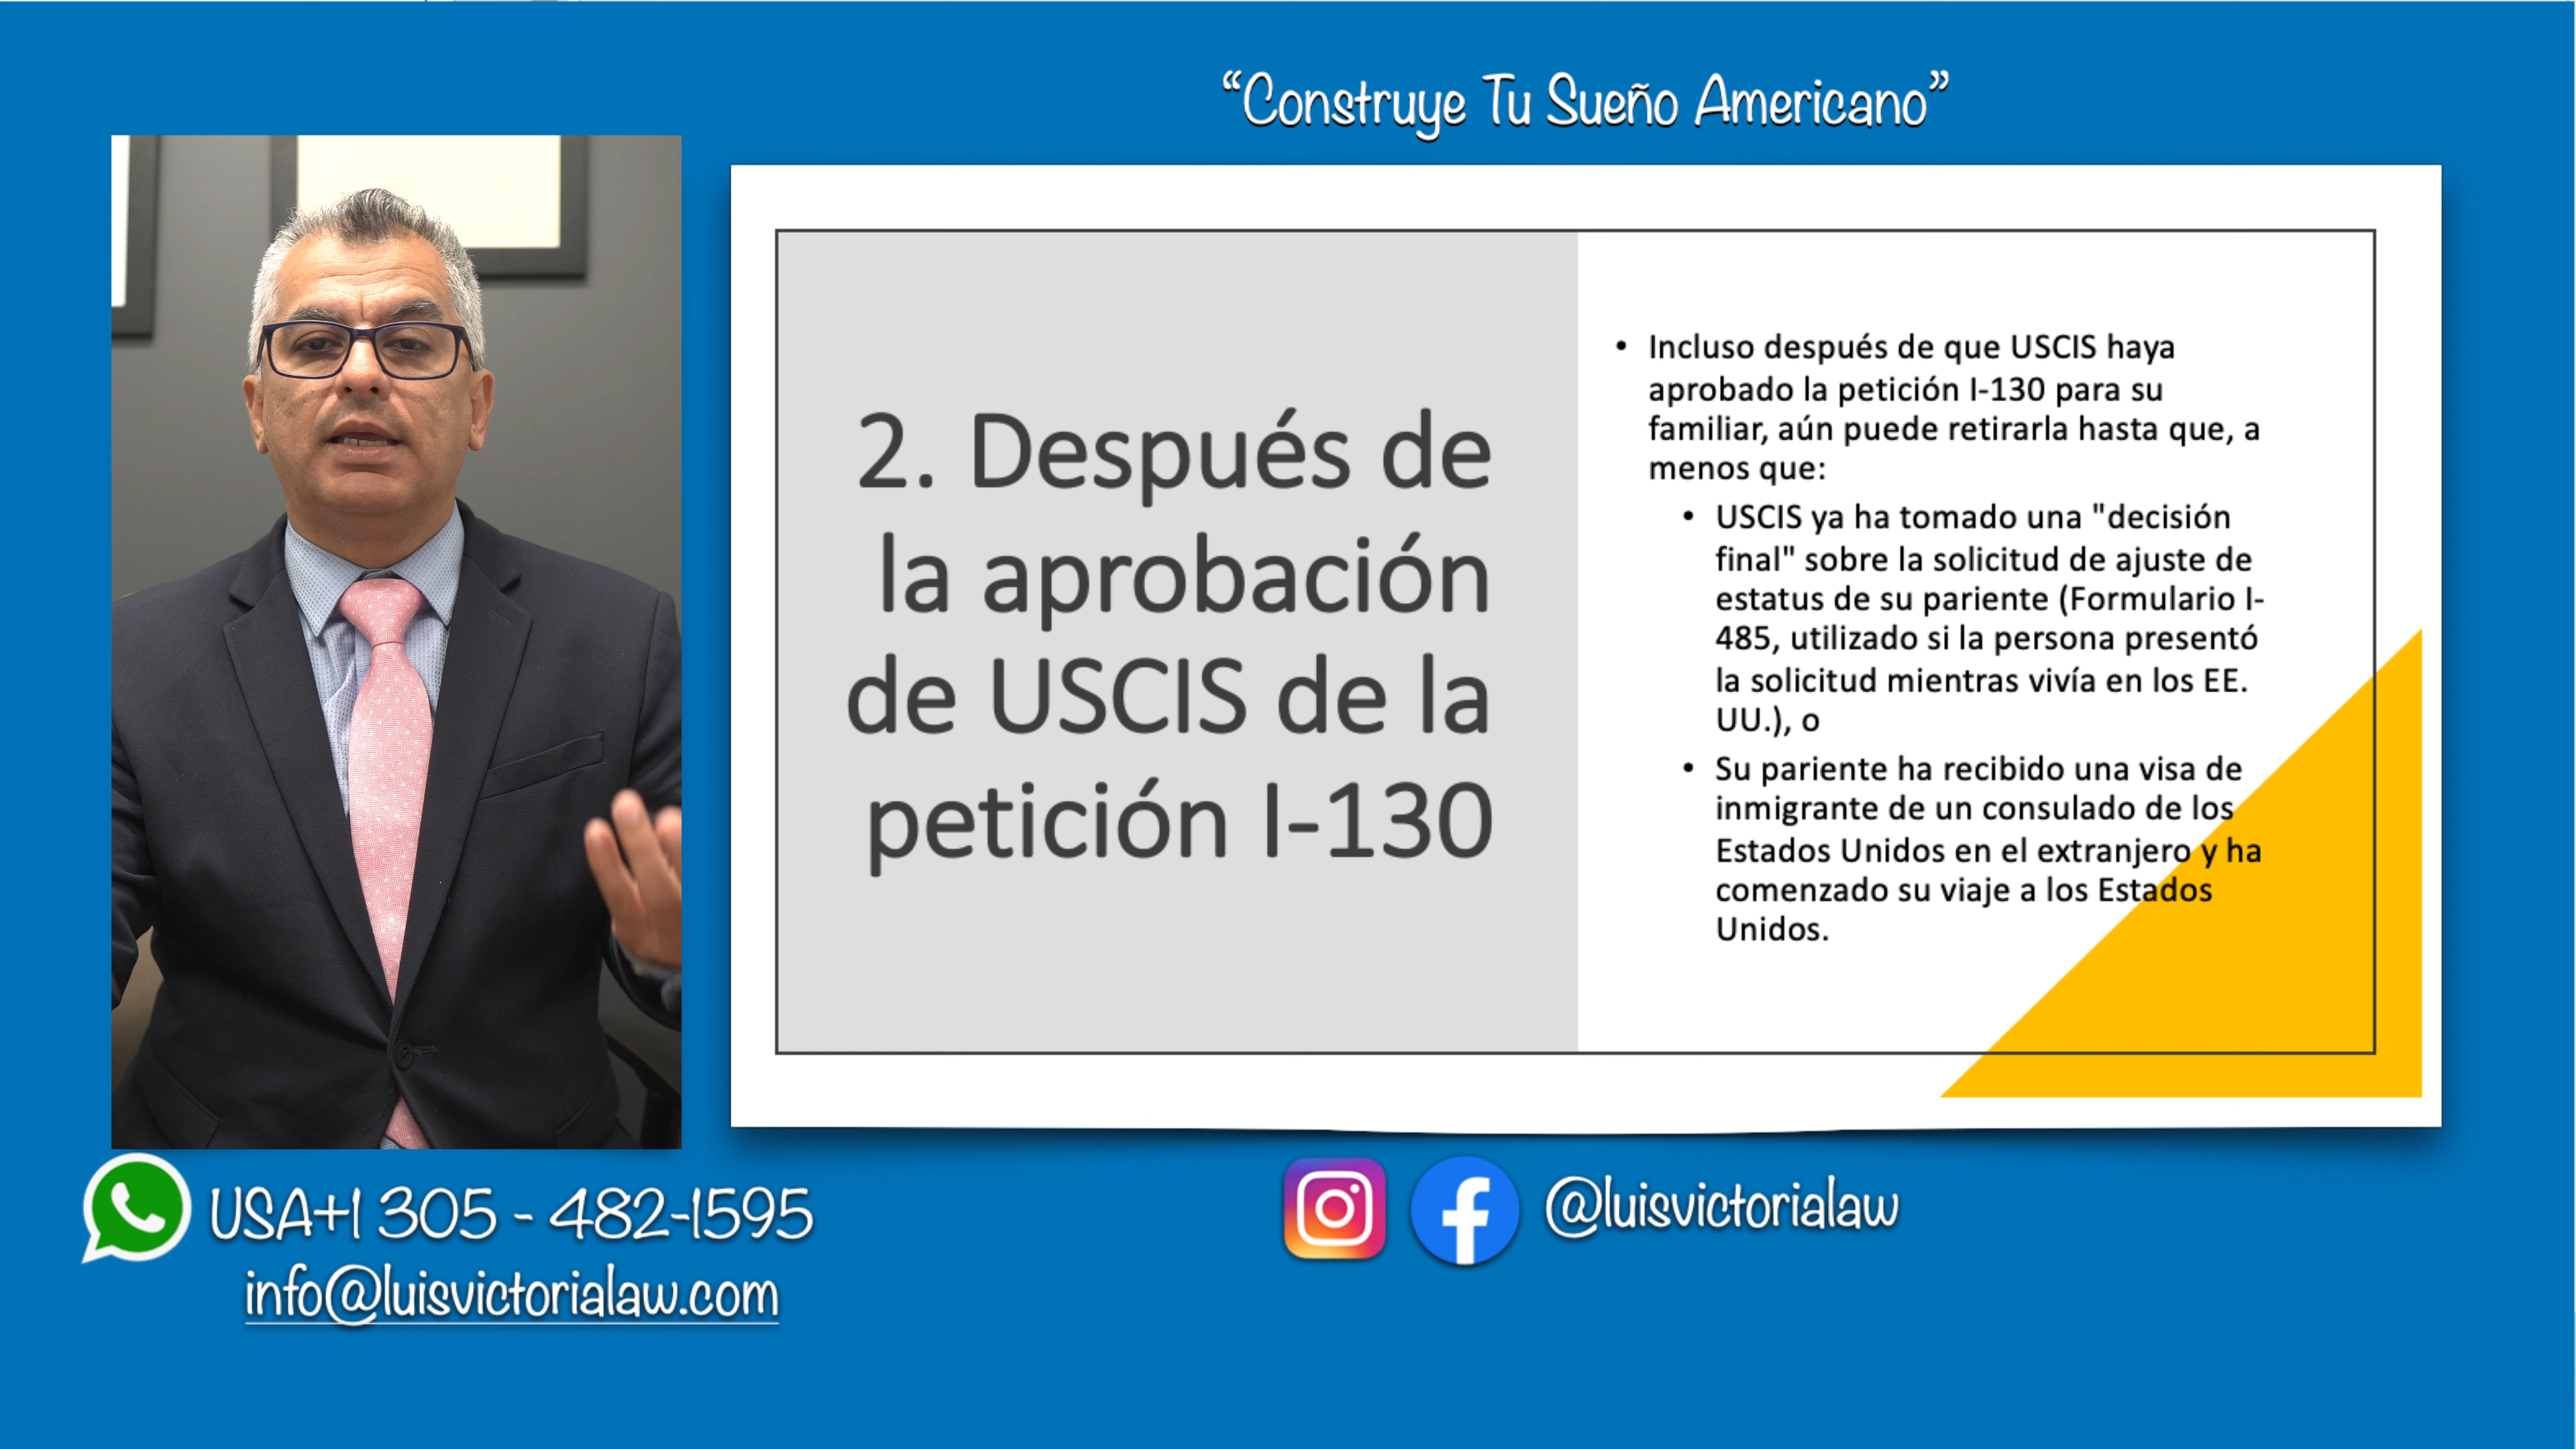 “Construye Tu Sueño Americano”
2. Después de
la aprobación
de USCIS de la
petición I-130
• Incluso después de que USCIS haya
aprobado la petición I-130 para su
familiar, aún puede retirarla hasta que, a
menos que:
• USCIS ya ha tomado una "decisión
final" sobre la solicitud de ajuste de
estatus de su pariente (Formulario I-
485, utilizado si la persona presentó
la solicitud mientras vivía en los EE.
UU.), o
• Su pariente ha recibido una visa de
inmigrante de un consulado de los
Estados Unidos en el extranjero y ha
comenzado su viaje a los Estados
Unidos.
USA+1 305 - 482-1595
info@luisvictorialaw.com
@luisvictorialaw